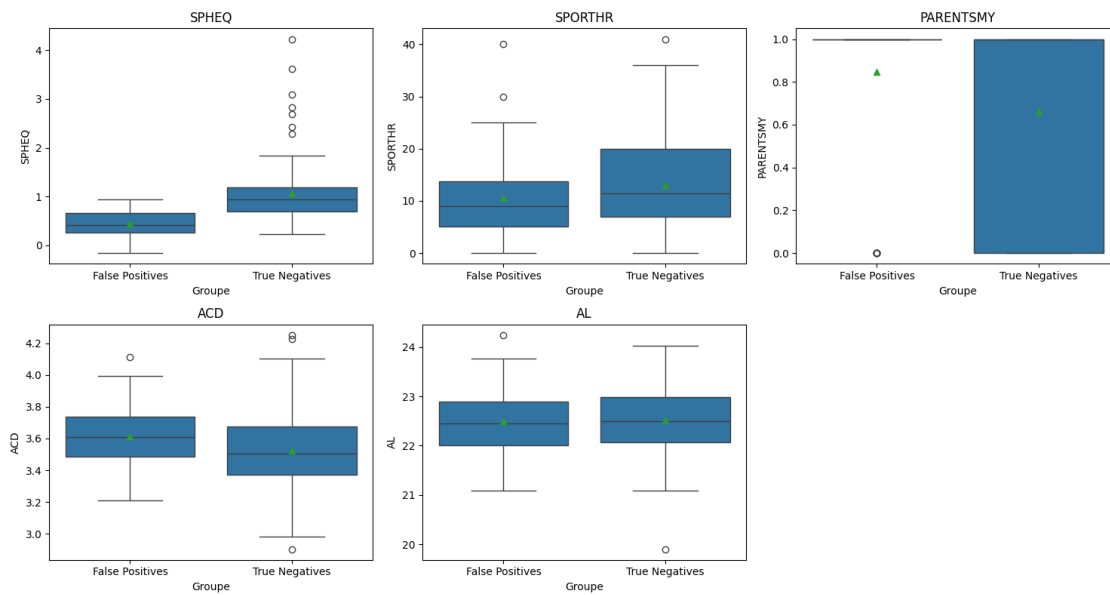 SPHEQ
SPHEQ
4
3
2
1
0
False Positives
True Negatives
Groupe
SPORTHR
SPORTHR
40
30
20
10
0
False Positives
True Negatives
Groupe
PARENTSMY
PARENTSMY
1.0
0.8
0.6
0.4
0.2
0.0
False Positives
True Negatives
Groupe
ACD
ACD
4.2
4.0
3.8
3.6
3.4
3.2
3.0
False Positives
True Negatives
Groupe
AL
AL
24
23
22
21
20
False Positives
True Negatives
Groupe